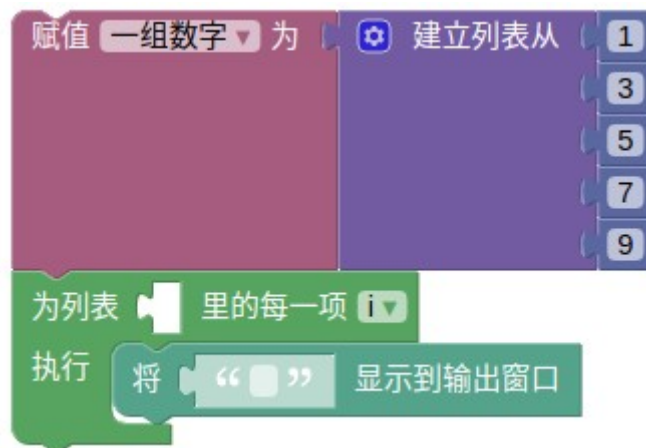 赋值 一组数字 为 建立列表从 1
3
5
7
9
为列表 里的每一项 i
执行 将 “ ” 显示到输出窗口